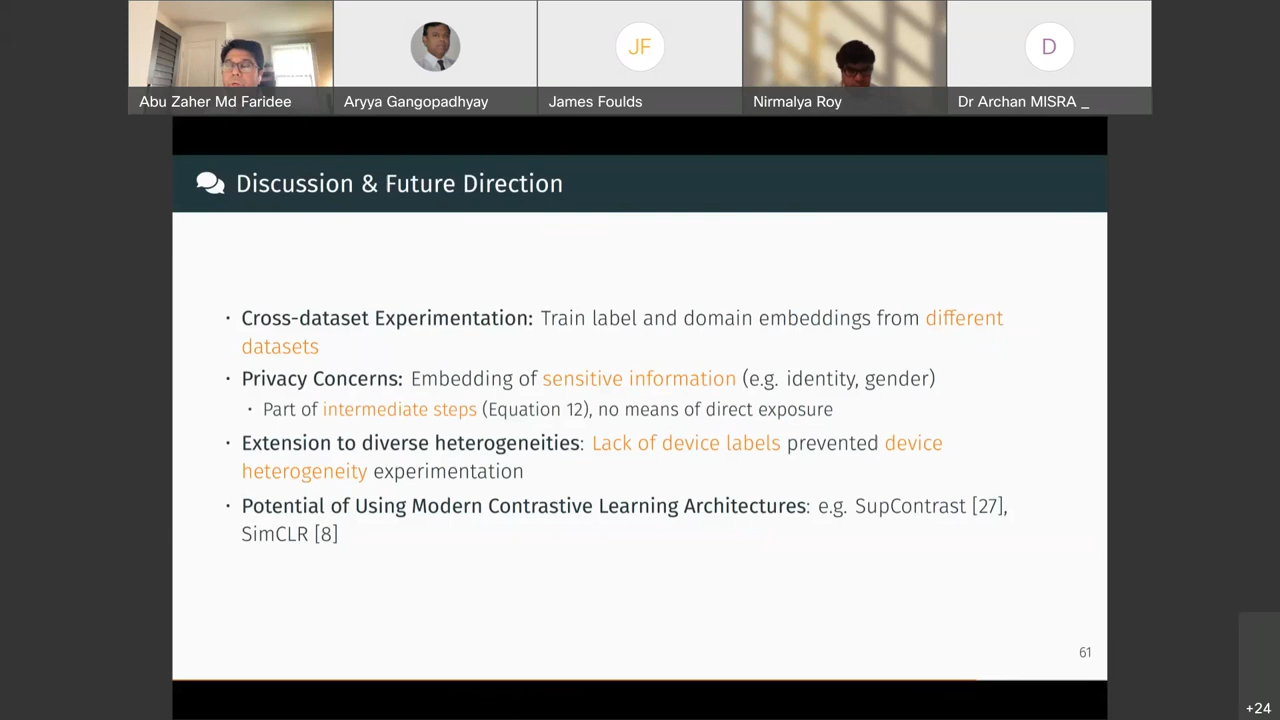 JF
D
Abu Zaher Md Faridee
Aryya Gangopadhyay
James Foulds
Nirmalya Roy
Dr Archan MISRA _
Discussion & Future Direction
· Cross-dataset Experimentation: Train label and domain embeddings from different
datasets
· Privacy Concerns: Embedding of sensitive information (e.g. identity, gender)
· Part of intermediate steps (Equation 12), no means of direct exposure
· Extension to diverse heterogeneities: Lack of device labels prevented device
heterogeneity experimentation
· Potential of Using Modern Contrastive Learning Architectures: e.g. SupContrast [27],
SimCLR [8]
61
+24